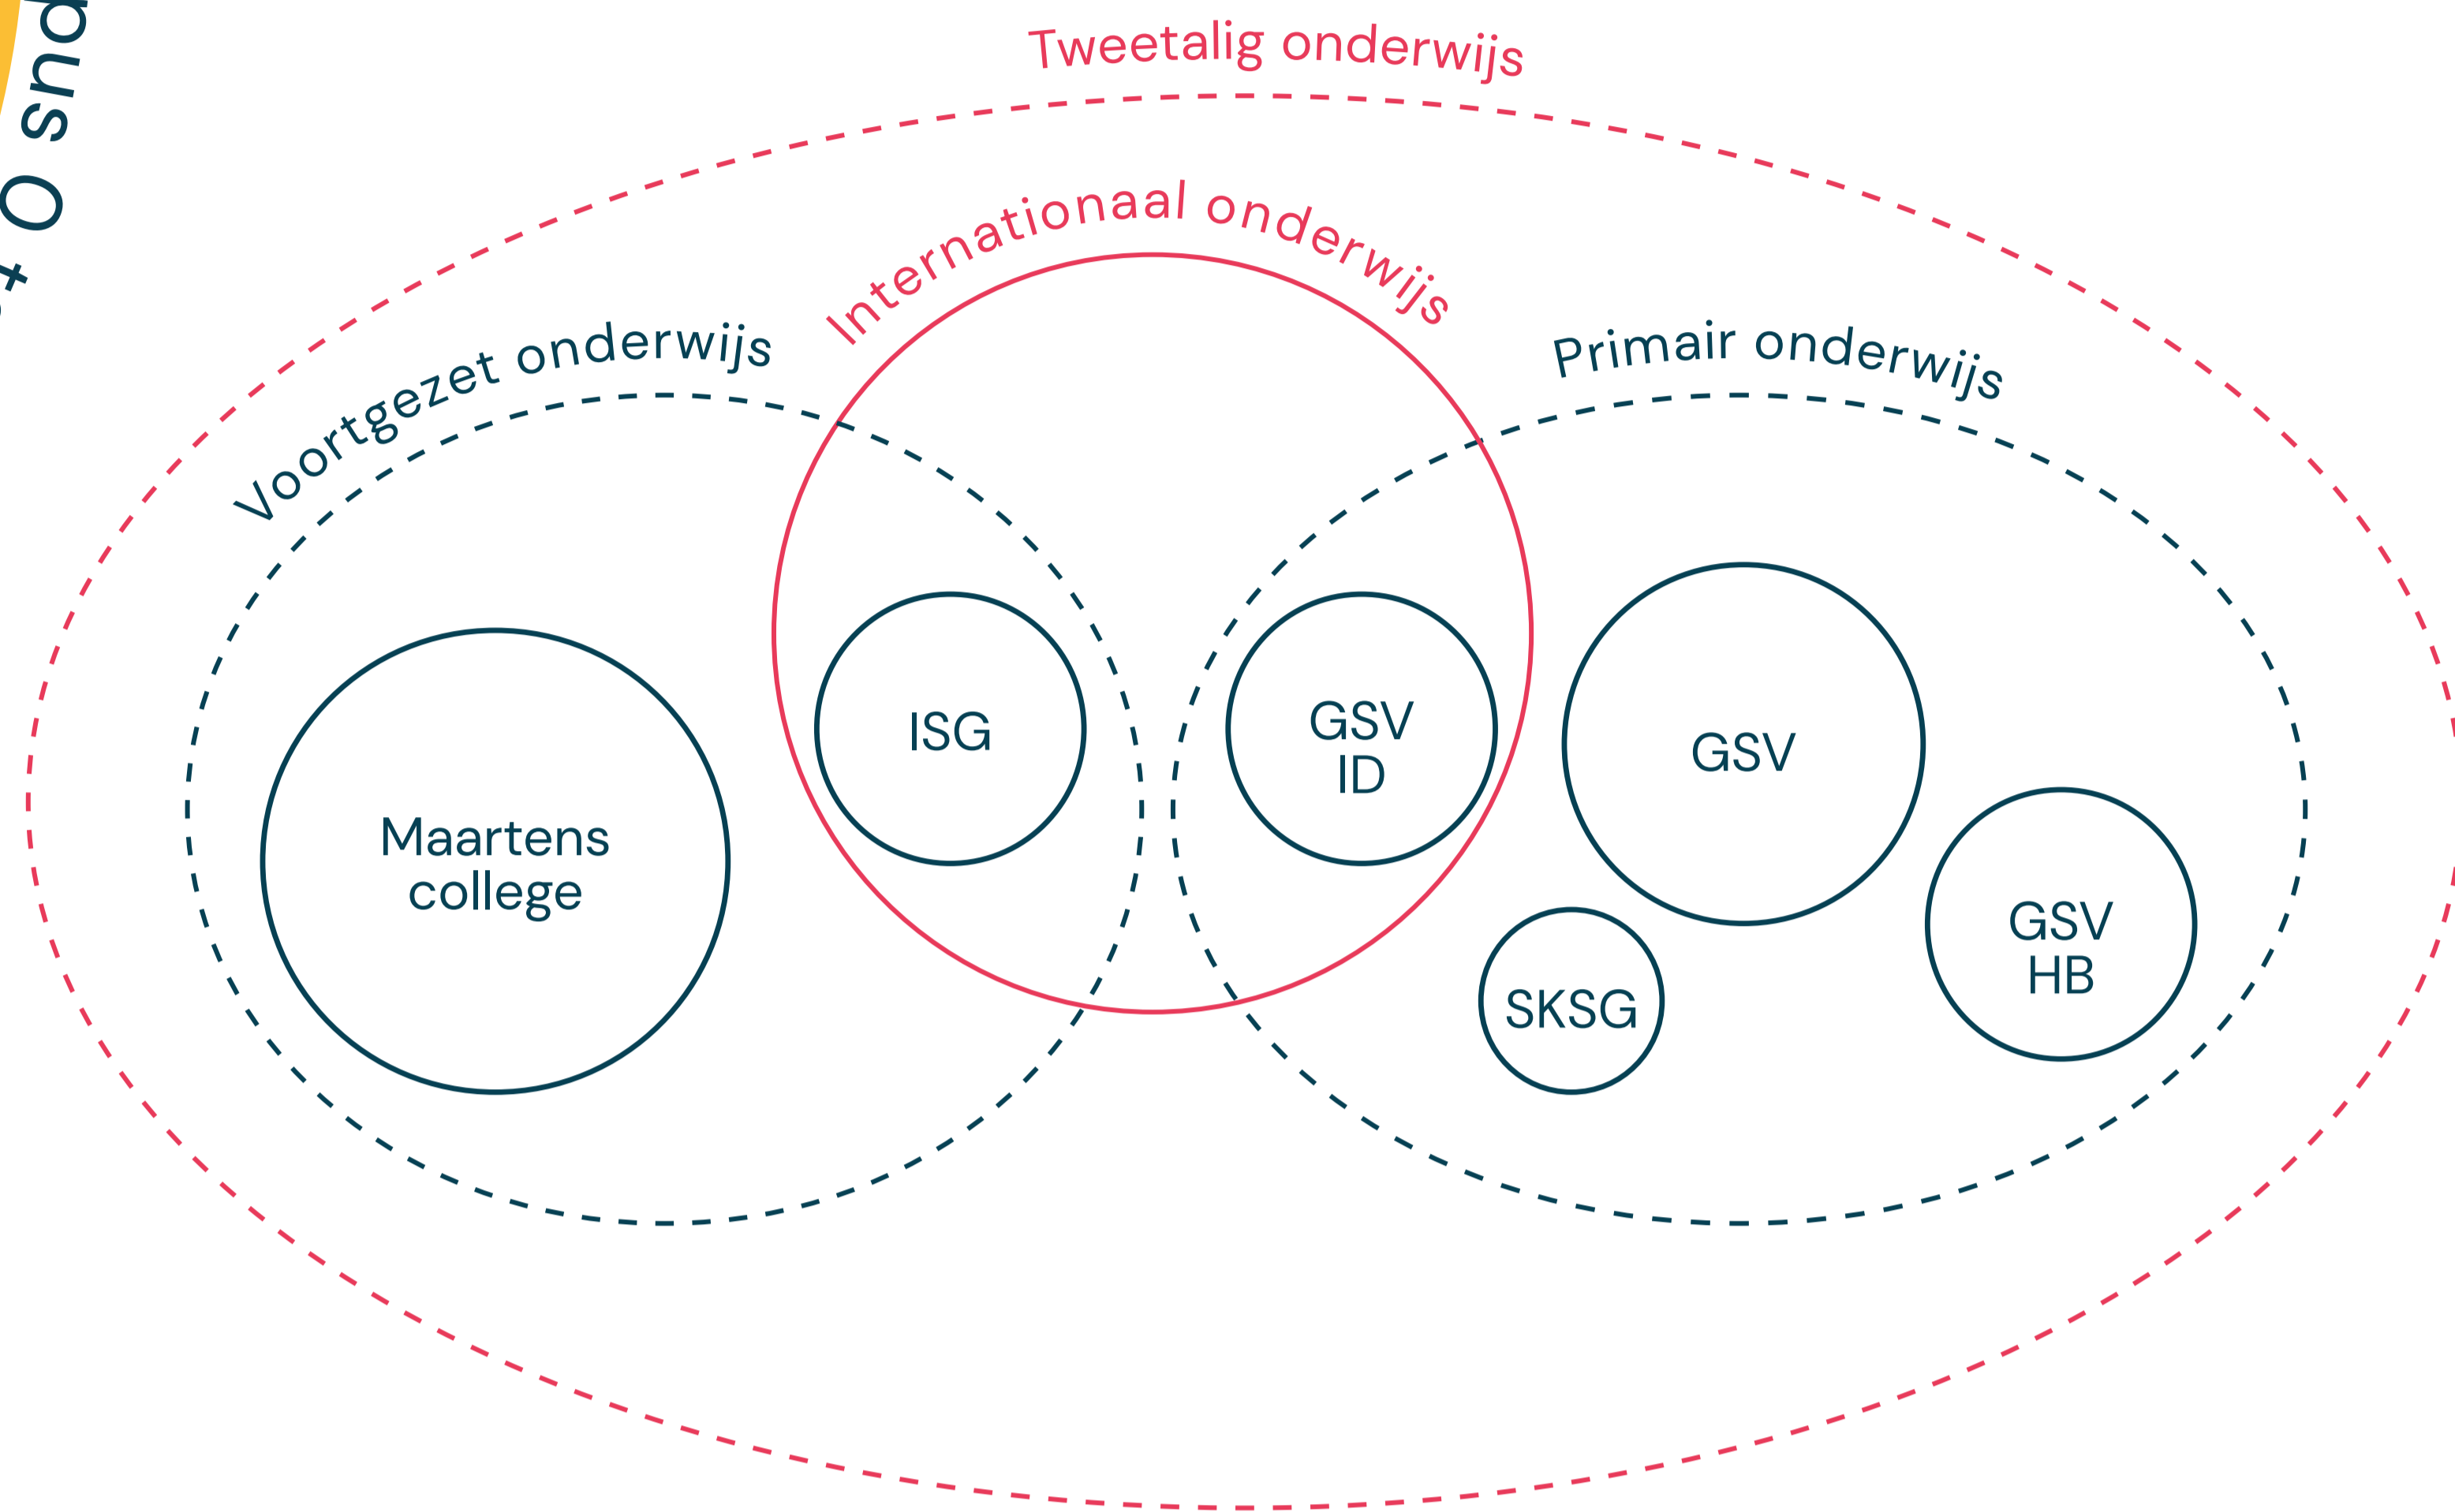 Tweetalig onderwijs
Internationaal onderwijs
Voortgezet onderwijs
Primair onderwijs
Maartens
college
ISG
GSV
ID
GSV
GSV
HB
SKSG